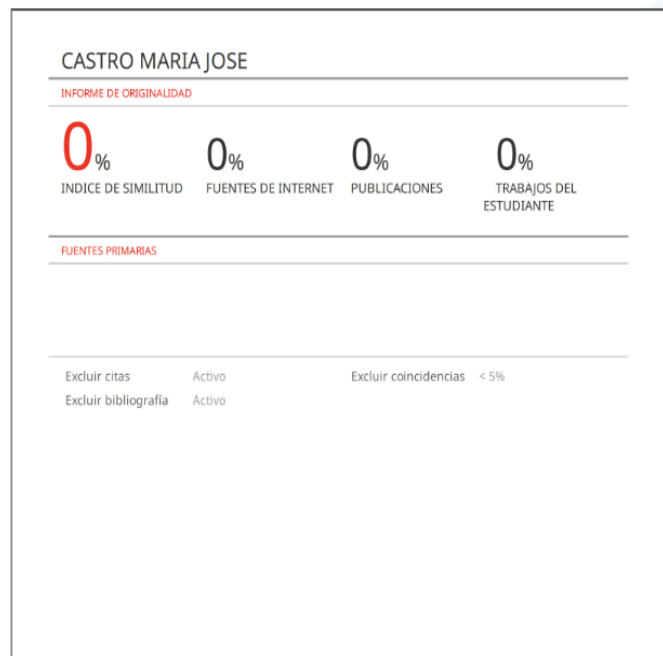 CASTRO MARIA JOSE
INFORME DE ORIGINALIDAD
0% 0% 0% 0%
INDICE DE SIMILITUD FUENTES DE INTERNET PUBLICACIONES TRABAJOS DEL
ESTUDIANTE
FUENTES PRIMARIAS
Excluir citas Activo Excluir coincidencias < 5%
Excluir bibliografía Activo